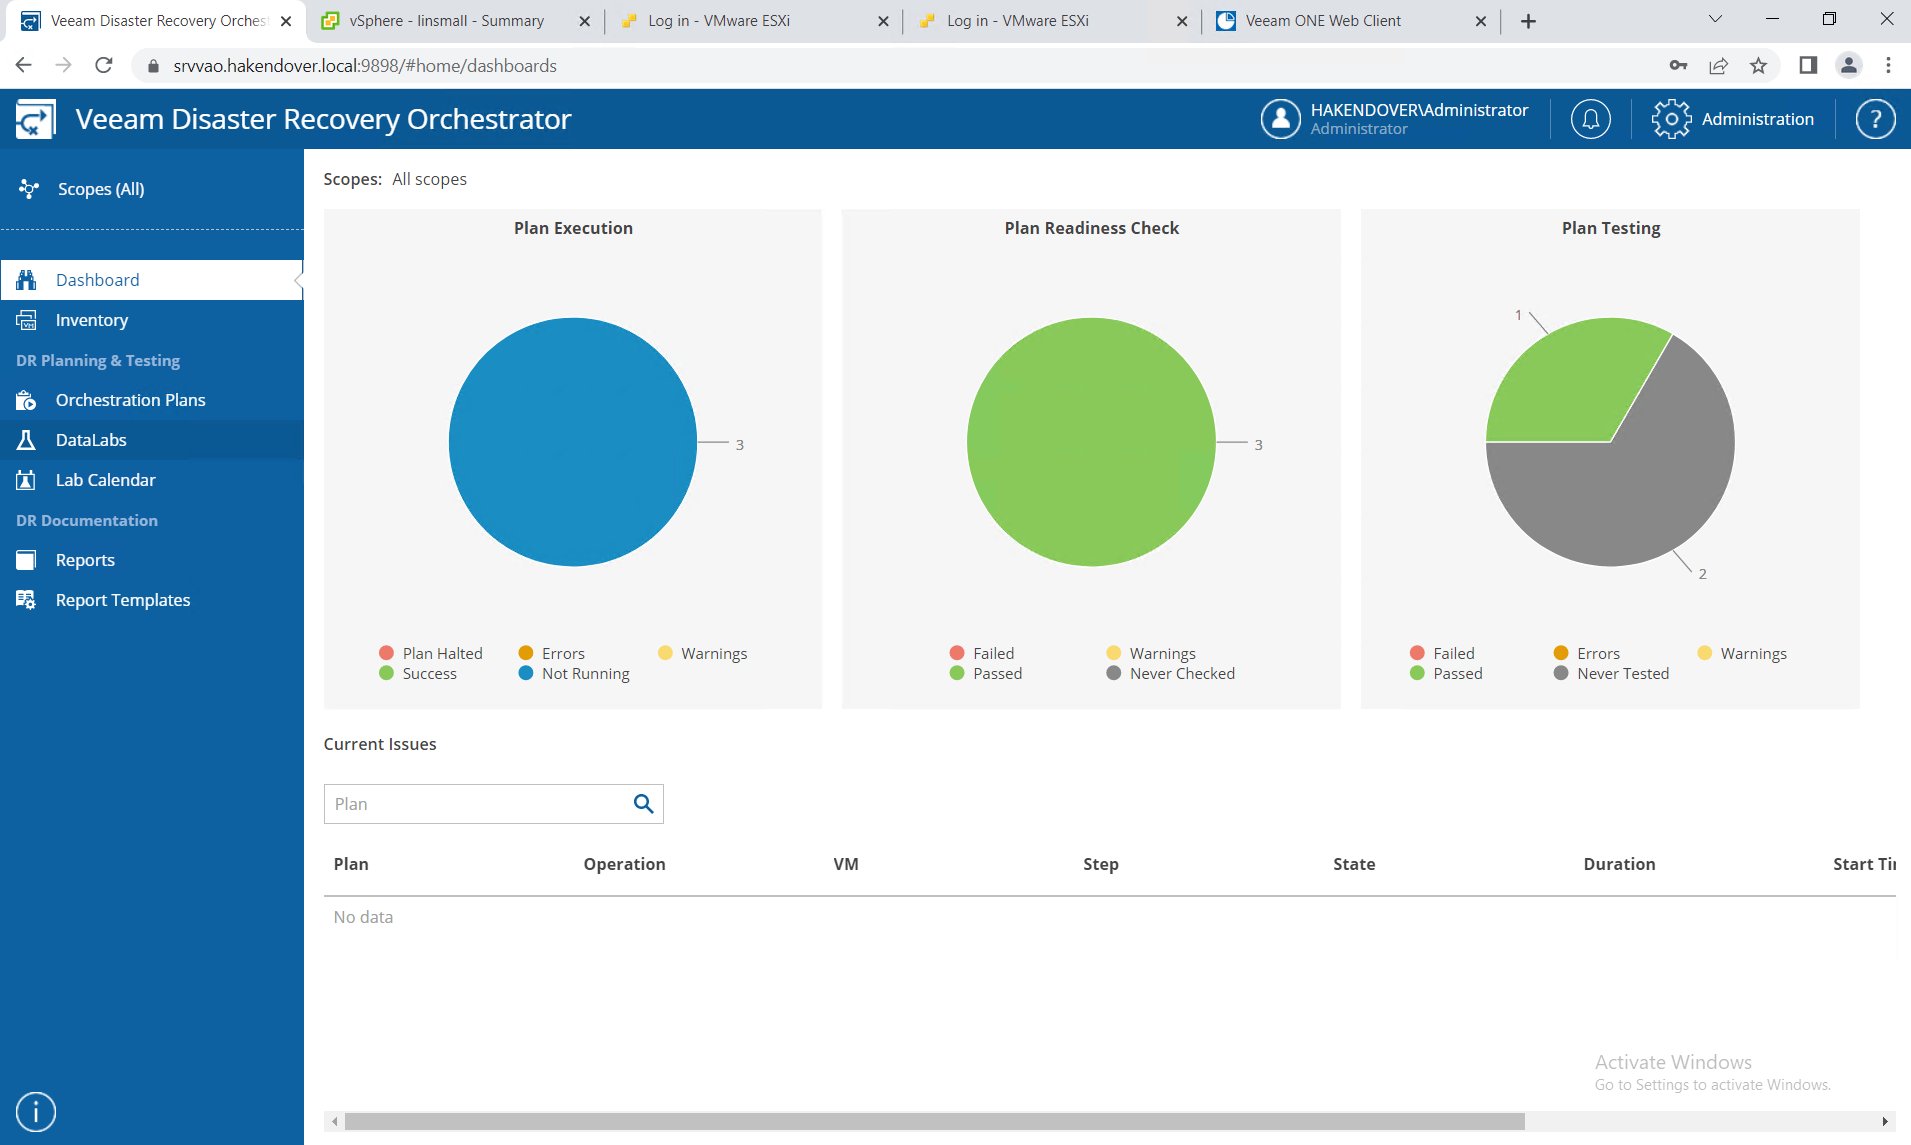 Veeam Disaster Recovery Orches
vSphere - linsmall - Summary
Log in - VMware ESXi
Log in - VMware ESXi
Veeam ONE Web Client
srvvao.hakendover.local:9898/#home/dashboards
Veeam Disaster Recovery Orchestrator
HAKENDOVER\Administrator
Administrator
Administration
?
Scopes (All)
Dashboard
Inventory
DR Planning & Testing
Orchestration Plans
DataLabs
Lab Calendar
DR Documentation
Reports
Report Templates
Scopes: All scopes
Plan Execution
3
Plan Halted
Errors
Warnings
Success
Not Running
Plan Readiness Check
3
Failed
Warnings
Passed
Never Checked
Plan Testing
1
2
Failed
Errors
Warnings
Passed
Never Tested
Current Issues
Plan
Plan Operation VM Step State Duration Start Ti
No data
Activate Windows
Go to Settings to activate Windows.